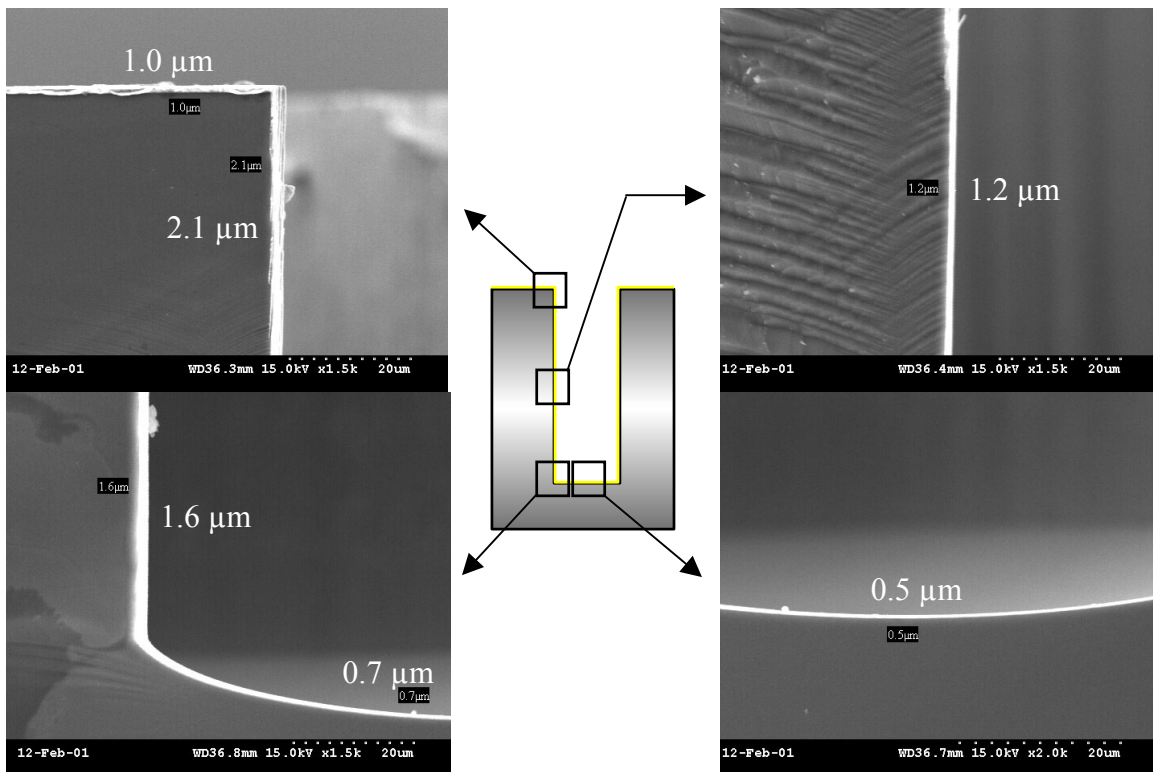 1.0 µm
1.0µm
2.1µm
2.1 µm
12-Feb-01 WD36.3mm 15.0kV x1.5k 20um
1.2µm
1.2 µm
12-Feb-01 WD36.4mm 15.0kV x1.5k 20um
1.6µm
1.6 µm
0.7 µm
0.7µm
12-Feb-01 WD36.8mm 15.0kV x1.5k 20um
0.5 µm
0.5µm
12-Feb-01 WD36.7mm 15.0kV x2.0k 20um